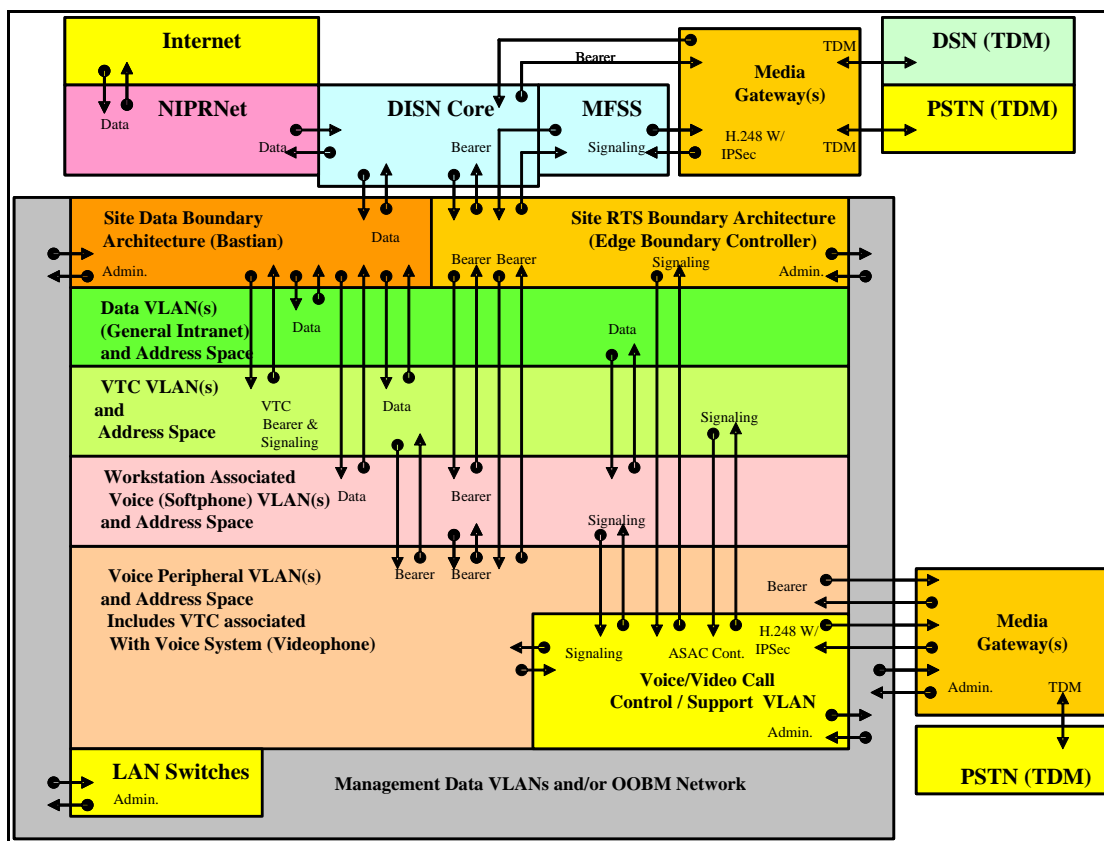 Internet
Data
NIPRNet
Data
DISN Core
Bearer
Bearer
MFSS
Signaling
Media
Gateway(s)
TDM
H.248 W/
IPSec
TDM
DSN (TDM)
PSTN (TDM)
Site Data Boundary
Architecture (Bastian)
Admin.
Data
Site RTS Boundary Architecture
(Edge Boundary Controller)
Bearer
Bearer
Signaling
Admin.
Data VLAN(s)
(General Intranet)
and Address Space
Data
Data
VTC VLAN(s)
and
Address Space
VTC
Bearer &
Signaling
Data
Signaling
Workstation Associated
Voice (Softphone) VLAN(s)
and Address Space
Data
Bearer
Signaling
Voice Peripheral VLAN(s)
and Address Space
Includes VTC associated
With Voice System (Videophone)
Bearer
Bearer
Bearer
Signaling
ASAC Cont.
H.248 W/
IPSec
Voice/Video Call
Control / Support VLAN
Admin.
Media
Gateway(s)
Admin.
TDM
PSTN (TDM)
LAN Switches
Admin.
Management Data VLANs and/or OOBM Network